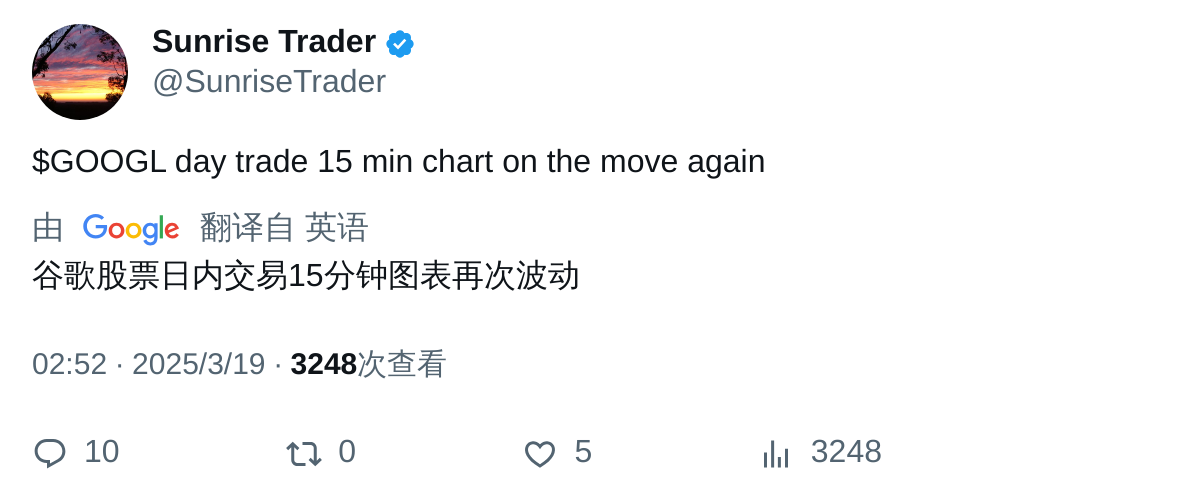 Sunrise Trader
@SunriseTrader
$GOOGL day trade 15 min chart on the move again
由 Google 翻译自 英语
谷歌股票日内交易15分钟图表再次波动
02:52 · 2025/3/19 · 3248次查看
10 0 5 3248